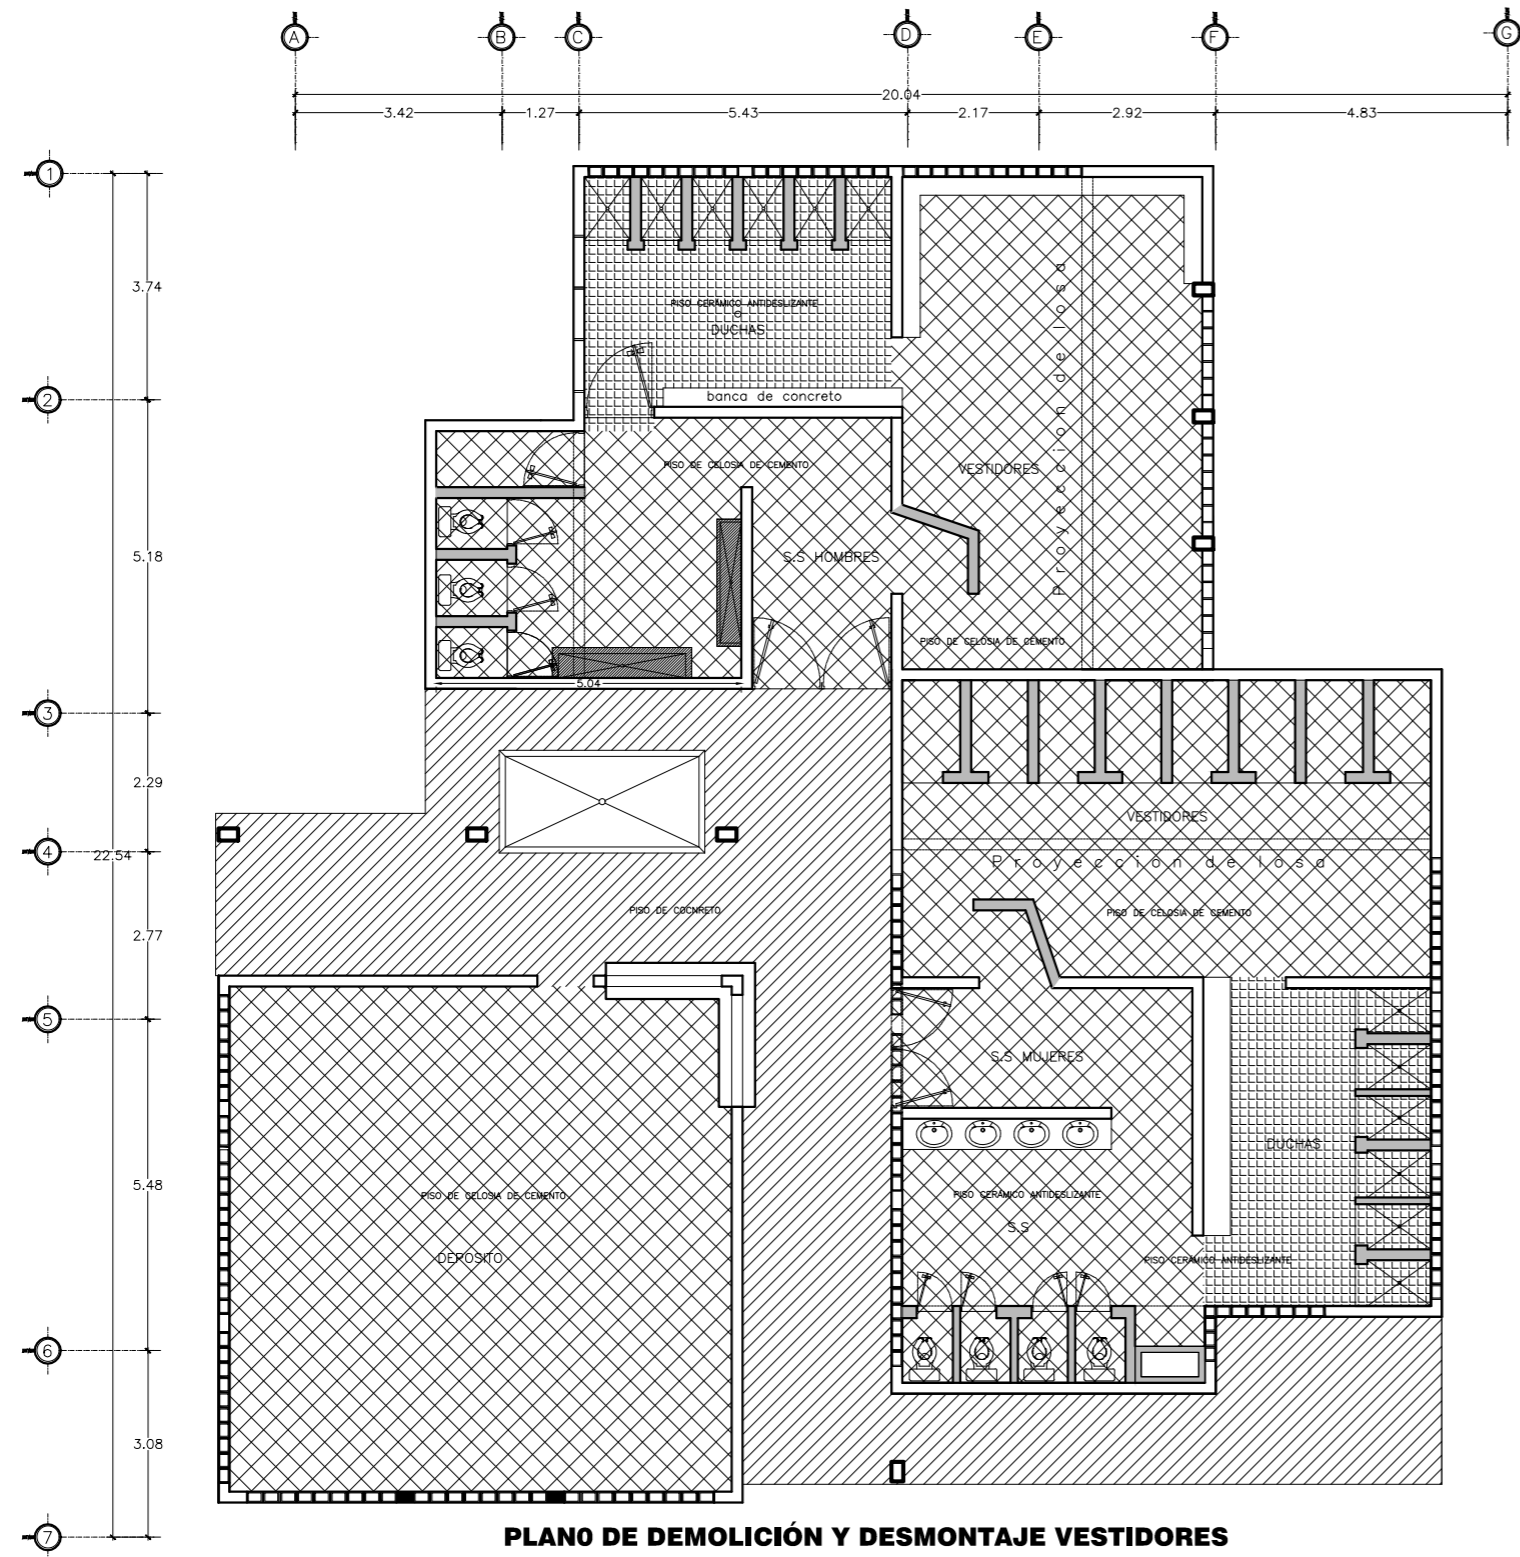 A
B
C
D
E
F
G
20.04
3.42
1.27
5.43
2.17
2.92
4.83
1
3.74
PISO CERÁMICO ANTIDESLIZANTE
DUCHAS
Proyeccion de losa
2
banca de concreto
PISO DE CELOSIA DE CEMENTO
VESTIDORES
5.18
S.S HOMBRES
PISO DE CELOSIA DE CEMENTO
5.04
3
2.29
VESTIDORES
4
22.54
Proyección de losa
PISO DE COCNRETO
PISO DE CELOSIA DE CEMENTO
2.77
5
S.S MUJERES
DUCHAS
5.48
PISO DE CELOSIA DE CEMENTO
PISO CERÁMICO ANTIDESLIZANTE
S.S
DEPOSITO
PISO CERÁMICO ANTIDESLIZANTE
6
3.08
7
PLAN0 DE DEMOLICIÓN Y DESMONTAJE VESTIDORES